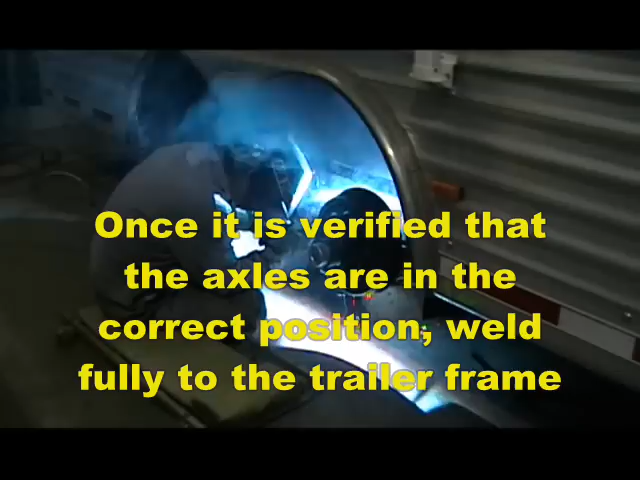 Once it is verified that
the axles are in the
correct position, weld
fully to the trailer frame